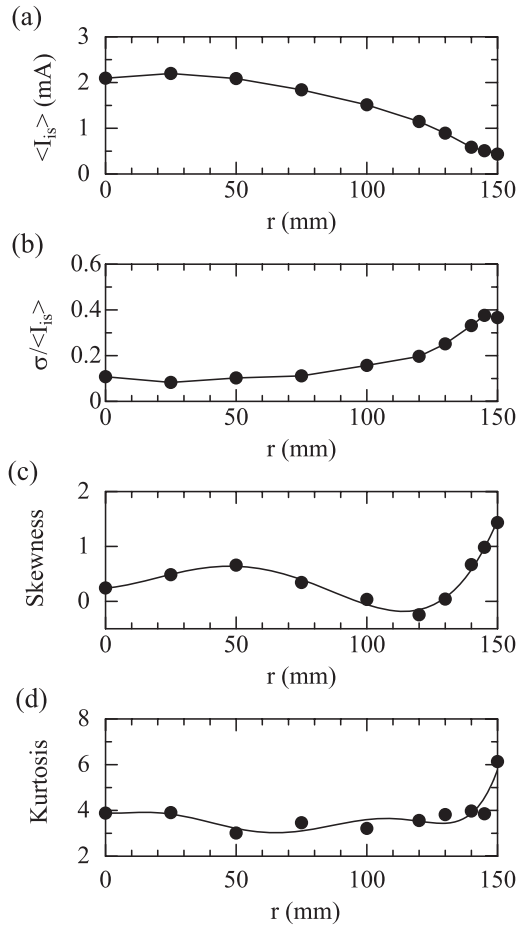 (a)
<I_is> (mA)
3
2
1
0
0 50 100 150
r (mm)
(b)
σ/<I_is>
0.6
0.4
0.2
0
0 50 100 150
r (mm)
(c)
Skewness
2
1
0
0 50 100 150
r (mm)
(d)
Kurtosis
8
6
4
2
0 50 100 150
r (mm)